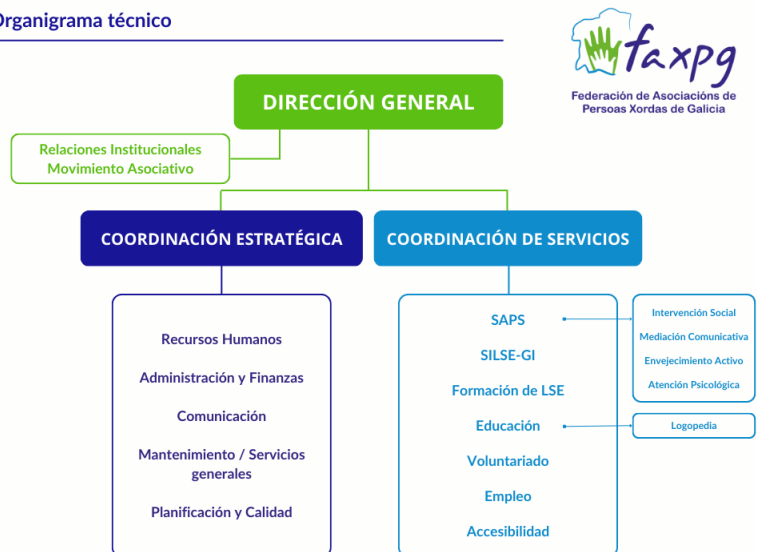 Organigrama técnico
faxpg
Federación de Asociacións de
Persoas Xordas de Galicia
DIRECCIÓN GENERAL
Relaciones Institucionales
Movimiento Asociativo
COORDINACIÓN ESTRATÉGICA
COORDINACIÓN DE SERVICIOS
Recursos Humanos
Administración y Finanzas
Comunicación
Mantenimiento / Servicios
generales
Planificación y Calidad
SAPS
SILSE-GI
Formación de LSE
Educación
Voluntariado
Empleo
Accesibilidad
Intervención Social
Mediación Comunicativa
Envejecimiento Activo
Atención Psicológica
Logopedia